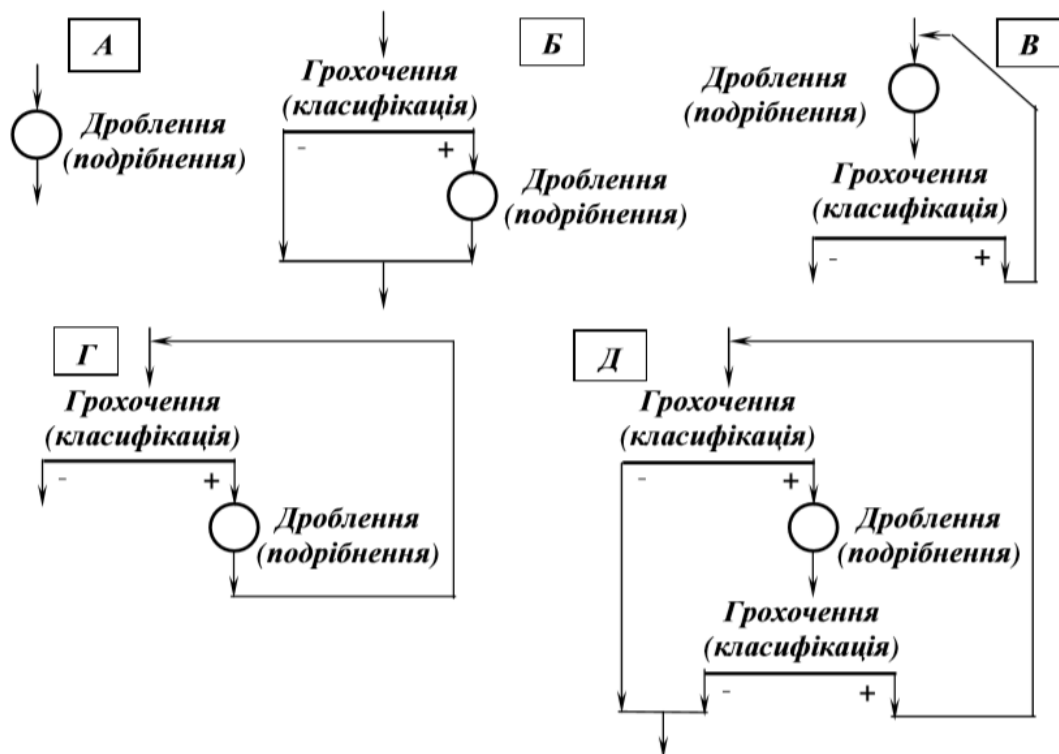 А
Дроблення
(подрібнення)
Б
Грохочення
(класифікація)
-
+
Дроблення
(подрібнення)
В
Дроблення
(подрібнення)
Грохочення
(класифікація)
-
+
Г
Грохочення
(класифікація)
-
+
Дроблення
(подрібнення)
Д
Грохочення
(класифікація)
-
+
Дроблення
(подрібнення)
Грохочення
(класифікація)
-
+